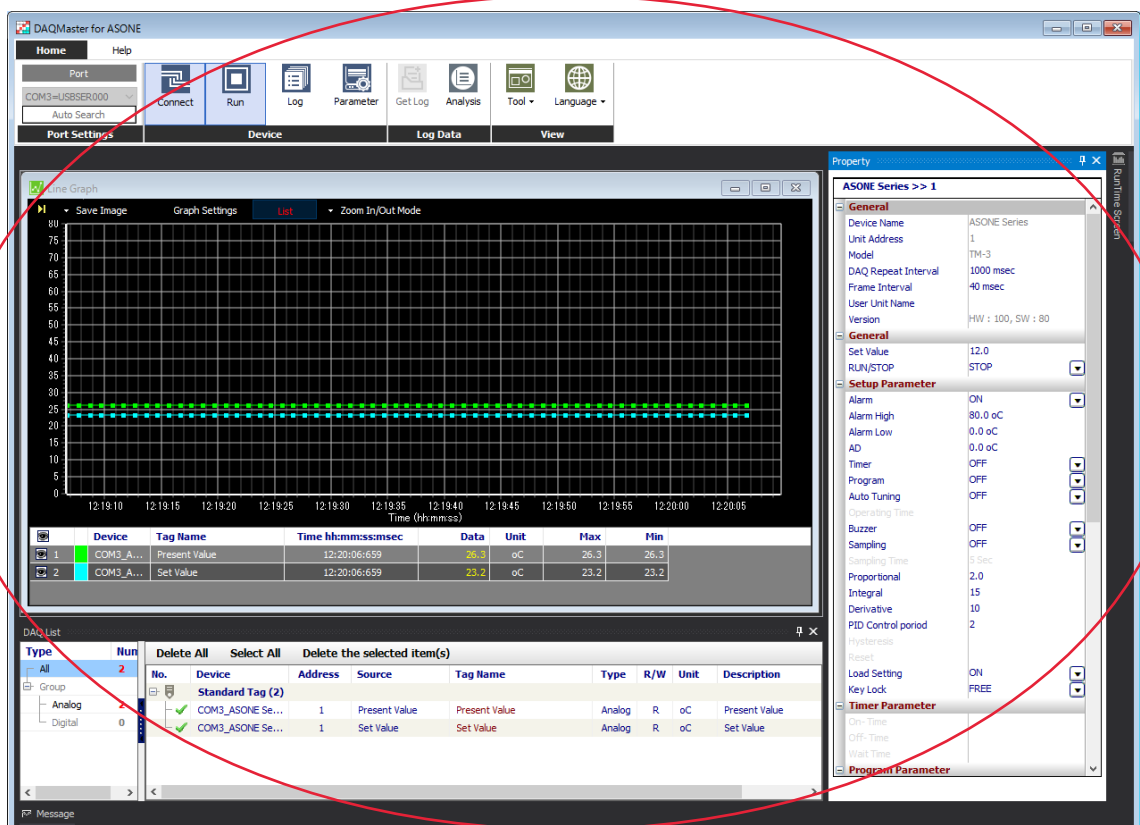 DAQMaster for ASONE
Home Help
Port
COM3=USBSER000
Auto Search
Port Settings
Connect Run Log Parameter
Device
Get Log Analysis
Log Data
Tool Language
View
Line Graph
Save Image Graph Settings List Zoom In/Out Mode
80
75
70
65
60
55
50
45
40
35
30
25
20
15
10
5
0
12:19:10 12:19:15 12:19:20 12:19:25 12:19:30 12:19:35 12:19:40 12:19:45 12:19:50 12:19:55 12:20:00 12:20:05
Time (hh:mm:ss)
Device Tag Name Time hh:mm:ss:msec Data Unit Max Min
1 COM3_A... Present Value 12:20:06:659 26.3 oC 26.3 26.3
2 COM3_A... Set Value 12:20:06:659 23.2 oC 23.2 23.2
DAQ List
Type Num
All 2
Group
Analog 2
Digital 0
Delete All Select All Delete the selected item(s)
No. Device Address Source Tag Name Type R/W Unit Description
Standard Tag (2)
COM3_ASONE Se... 1 Present Value Present Value Analog R oC Present Value
COM3_ASONE Se... 1 Set Value Set Value Analog R oC Set Value
Message
Property
ASONE Series >> 1
General
Device Name ASONE Series
Unit Address 1
Model TM-3
DAQ Repeat Interval 1000 msec
Frame Interval 40 msec
User Unit Name
Version HW : 100, SW : 80
General
Set Value 12.0
RUN/STOP STOP
Setup Parameter
Alarm ON
Alarm High 80.0 oC
Alarm Low 0.0 oC
AD 0.0 oC
Timer OFF
Program OFF
Auto Tuning OFF
Operating Time
Buzzer OFF
Sampling OFF
Sampling Time 5 Sec
Proportional 2.0
Integral 15
Derivative 10
PID Control period 2
Hysteresis
Reset
Load Setting ON
Key Lock FREE
Timer Parameter
On- Time
Off- Time
Wait Time
Program Parameter
RunTime Screen